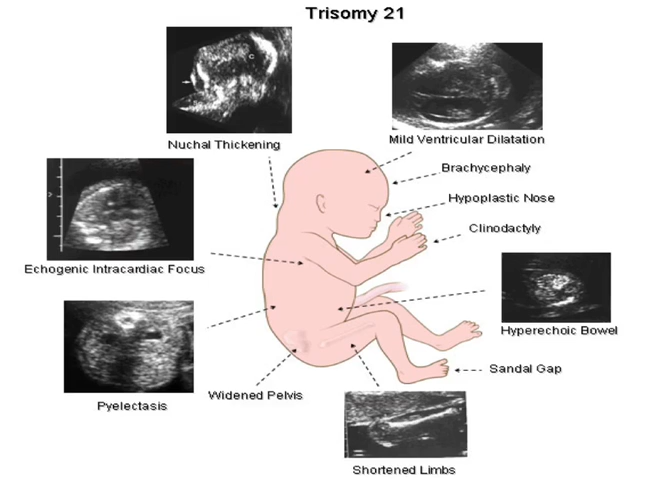 Trisomy 21
Nuchal Thickening
Mild Ventricular Dilatation
Brachycephaly
Hypoplastic Nose
Clinodactyly
Echogenic Intracardiac Focus
Hyperechoic Bowel
Sandal Gap
Widened Pelvis
Pyelectasis
Shortened Limbs